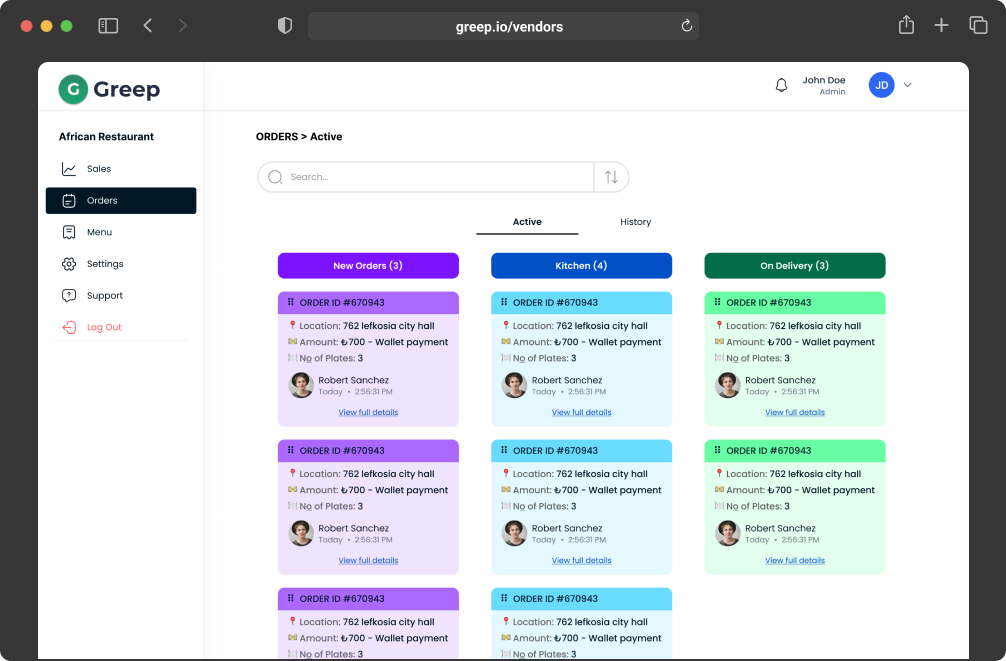 greep.io/vendors
G Greep
John Doe
Admin
JD
African Restaurant
Sales
Orders
Menu
Settings
Support
Log Out
ORDERS > Active
Search...
Active
History
New Orders (3)
ORDER ID #670943
Location: 762 lefkosia city hall
Amount: ₺700 - Wallet payment
No of Plates: 3
Robert Sanchez
Today • 2:56:31 PM
View full details
ORDER ID #670943
Location: 762 lefkosia city hall
Amount: ₺700 - Wallet payment
No of Plates: 3
Robert Sanchez
Today • 2:56:31 PM
View full details
ORDER ID #670943
Location: 762 lefkosia city hall
Amount: ₺700 - Wallet payment
No of Plates: 3
Kitchen (4)
ORDER ID #670943
Location: 762 lefkosia city hall
Amount: ₺700 - Wallet payment
No of Plates: 3
Robert Sanchez
Today • 2:56:31 PM
View full details
ORDER ID #670943
Location: 762 lefkosia city hall
Amount: ₺700 - Wallet payment
No of Plates: 3
Robert Sanchez
Today • 2:56:31 PM
View full details
ORDER ID #670943
Location: 762 lefkosia city hall
Amount: ₺700 - Wallet payment
No of Plates: 3
On Delivery (3)
ORDER ID #670943
Location: 762 lefkosia city hall
Amount: ₺700 - Wallet payment
No of Plates: 3
Robert Sanchez
Today • 2:56:31 PM
View full details
ORDER ID #670943
Location: 762 lefkosia city hall
Amount: ₺700 - Wallet payment
No of Plates: 3
Robert Sanchez
Today • 2:56:31 PM
View full details